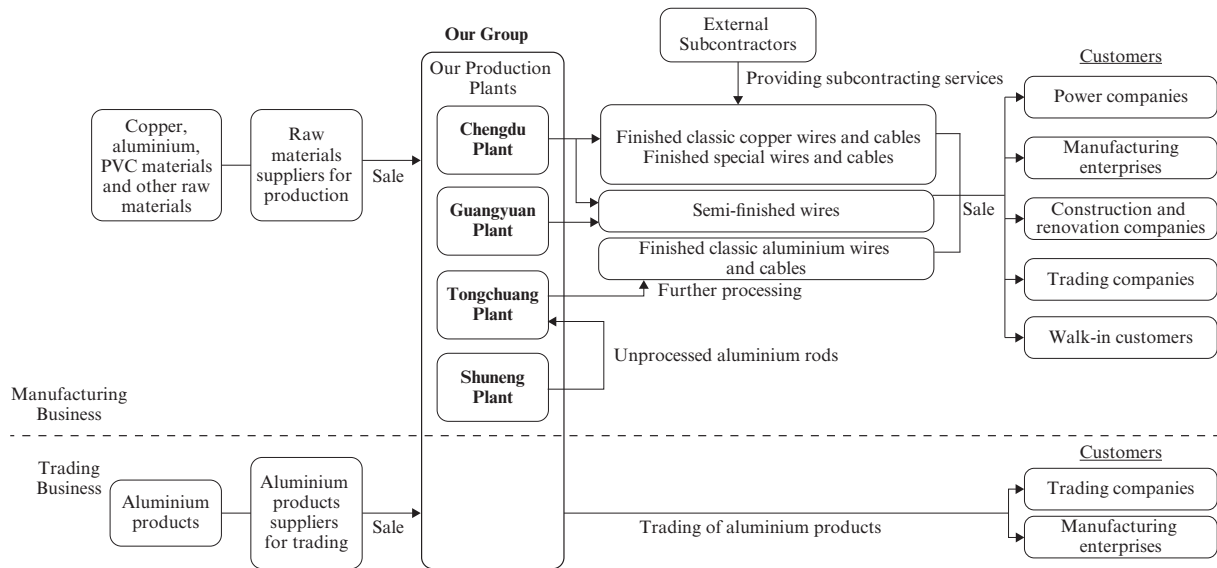 Our Group
Our Production
Plants
External
Subcontractors
Providing subcontracting services
Customers
Copper,
aluminium,
PVC materials
and other raw
materials
Raw
materials
suppliers for
production
Sale
Chengdu
Plant
Guangyuan
Plant
Tongchuang
Plant
Shuneng
Plant
Finished classic copper wires and cables
Finished special wires and cables
Semi-finished wires
Finished classic aluminium wires
and cables
Further processing
Unprocessed aluminium rods
Sale
Power companies
Manufacturing
enterprises
Construction and
renovation companies
Trading companies
Walk-in customers
Manufacturing
Business
Trading
Business
Aluminium
products
Aluminium
products
suppliers
for trading
Sale
Trading of aluminium products
Customers
Trading companies
Manufacturing
enterprises